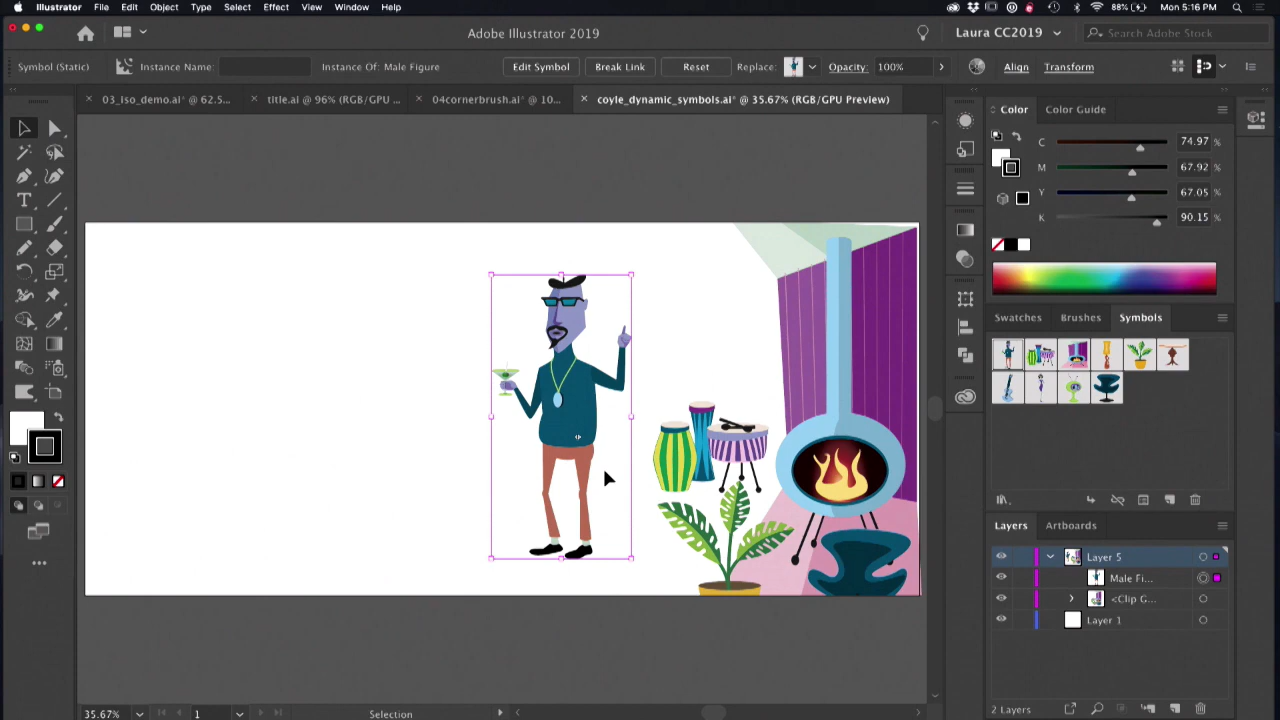 Illustrator File Edit Object Type Select Effect View Window Help 88% Mon 5:16 PM
Adobe Illustrator 2019 Laura CC2019 Search Adobe Stock
Symbol (Static) Instance Name: Instance Of: Male Figure Edit Symbol Break Link Reset Replace: Opacity: 100% Align Transform
03_iso_demo.ai* @ 62.5... title.ai @ 96% (RGB/GPU ... 04cornerbrush.ai* @ 10... coyle_dynamic_symbols.ai* @ 35.67% (RGB/GPU Preview)
Color Color Guide
C 74.97 %
M 67.92 %
Y 67.05 %
K 90.15 %
Swatches Brushes Symbols
Layers Artboards
Layer 5
Male Fi...
<Clip G...
Layer 1
35.67% 1 Selection 2 Layers